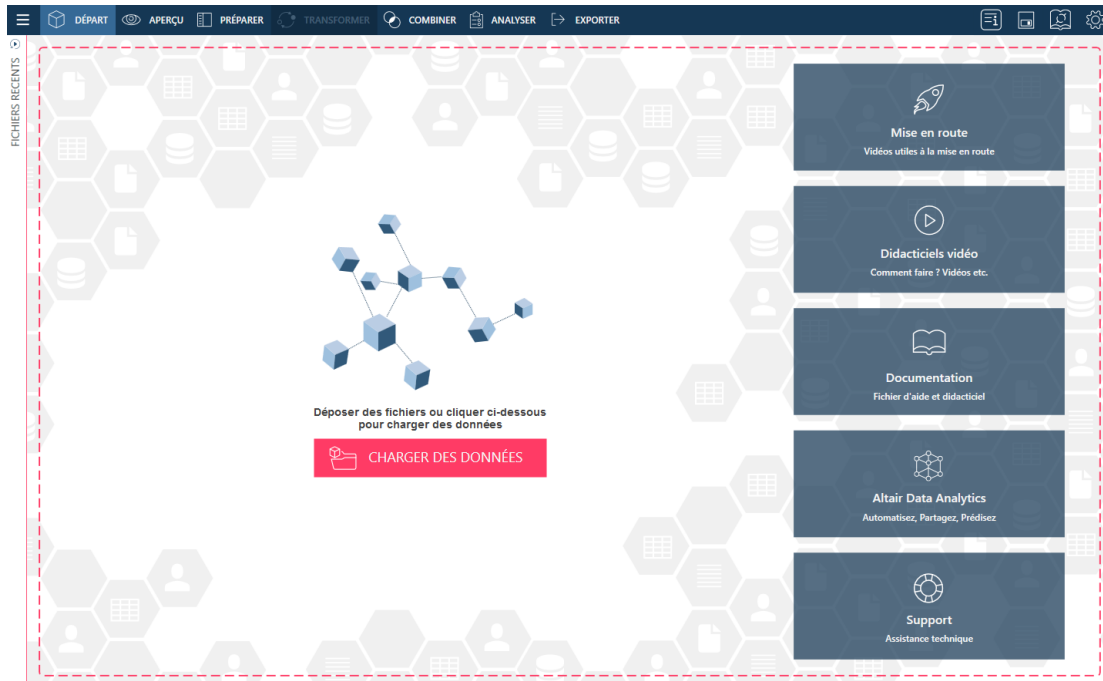 DÉPART
APERÇU
PRÉPARER
TRANSFORMER
COMBINER
ANALYSER
EXPORTER
FICHIERS RECENTS
Mise en route
Vidéos utiles à la mise en route
Didacticiels vidéo
Comment faire ? Vidéos etc.
Déposer des fichiers ou cliquer ci-dessous
pour charger des données
CHARGER DES DONNÉES
Documentation
Fichier d'aide et didacticiel
Altair Data Analytics
Automatisez, Partagez, Prédisez
Support
Assistance technique